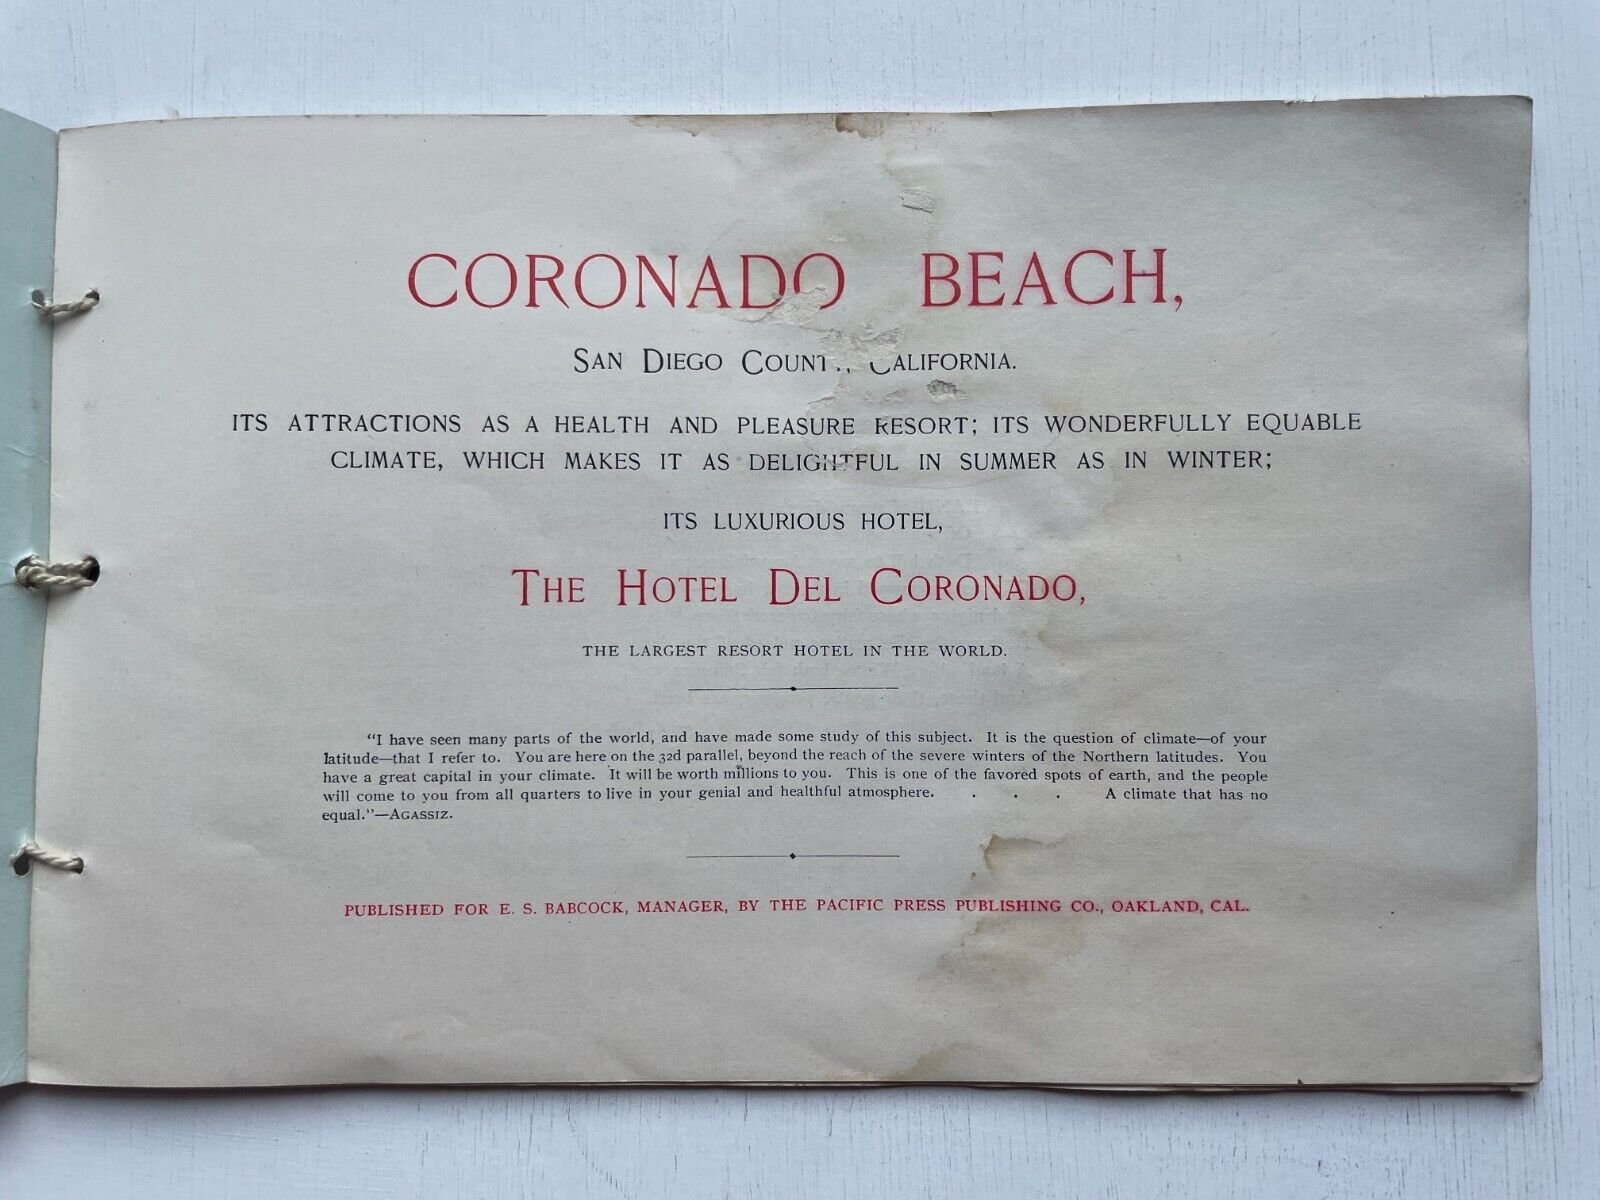 CORONADO BEACH,
SAN DIEGO COUNTY, CALIFORNIA.
ITS ATTRACTIONS AS A HEALTH AND PLEASURE RESORT; ITS WONDERFULLY EQUABLE
CLIMATE, WHICH MAKES IT AS DELIGHTFUL IN SUMMER AS IN WINTER;
ITS LUXURIOUS HOTEL,
THE HOTEL DEL CORONADO,
THE LARGEST RESORT HOTEL IN THE WORLD.
"I have seen many parts of the world, and have made some study of this subject. It is the question of climate—of your
latitude—that I refer to. You are here on the 32d parallel, beyond the reach of the severe winters of the Northern latitudes. You
have a great capital in your climate. It will be worth millions to you. This is one of the favored spots of earth, and the people
will come to you from all quarters to live in your genial and healthful atmosphere. . . . A climate that has no
equal."—AGASSIZ.
PUBLISHED FOR E. S. BABCOCK, MANAGER, BY THE PACIFIC PRESS PUBLISHING CO., OAKLAND, CAL.